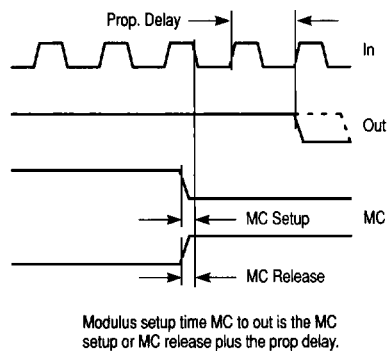 Prop. Delay
In
Out
MC Setup
MC
MC Release
Modulus setup time MC to out is the MC
setup or MC release plus the prop delay.